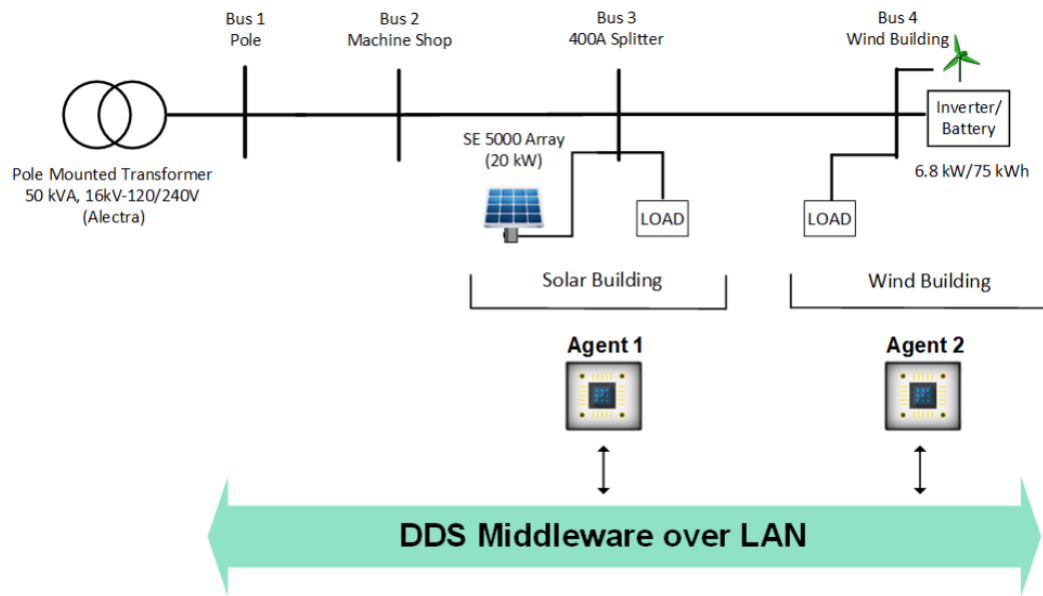 Bus 1
Pole
Bus 2
Machine Shop
Bus 3
400A Splitter
Bus 4
Wind Building
SE 5000 Array
(20 kW)
Inverter/
Battery
Pole Mounted Transformer
50 kVA, 16kV-120/240V
(Alectra)
6.8 kW/75 kWh
LOAD
LOAD
Solar Building
Wind Building
Agent 1
Agent 2
DDS Middleware over LAN